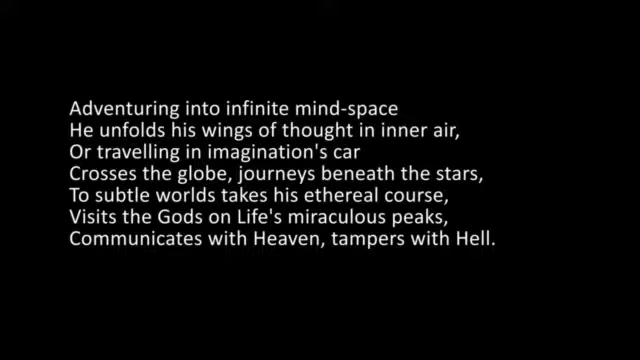 Adventuring into infinite mind-space
He unfolds his wings of thought in inner air,
Or travelling in imagination's car
Crosses the globe, journeys beneath the stars,
To subtle worlds takes his ethereal course,
Visits the Gods on Life's miraculous peaks,
Communicates with Heaven, tampers with Hell.